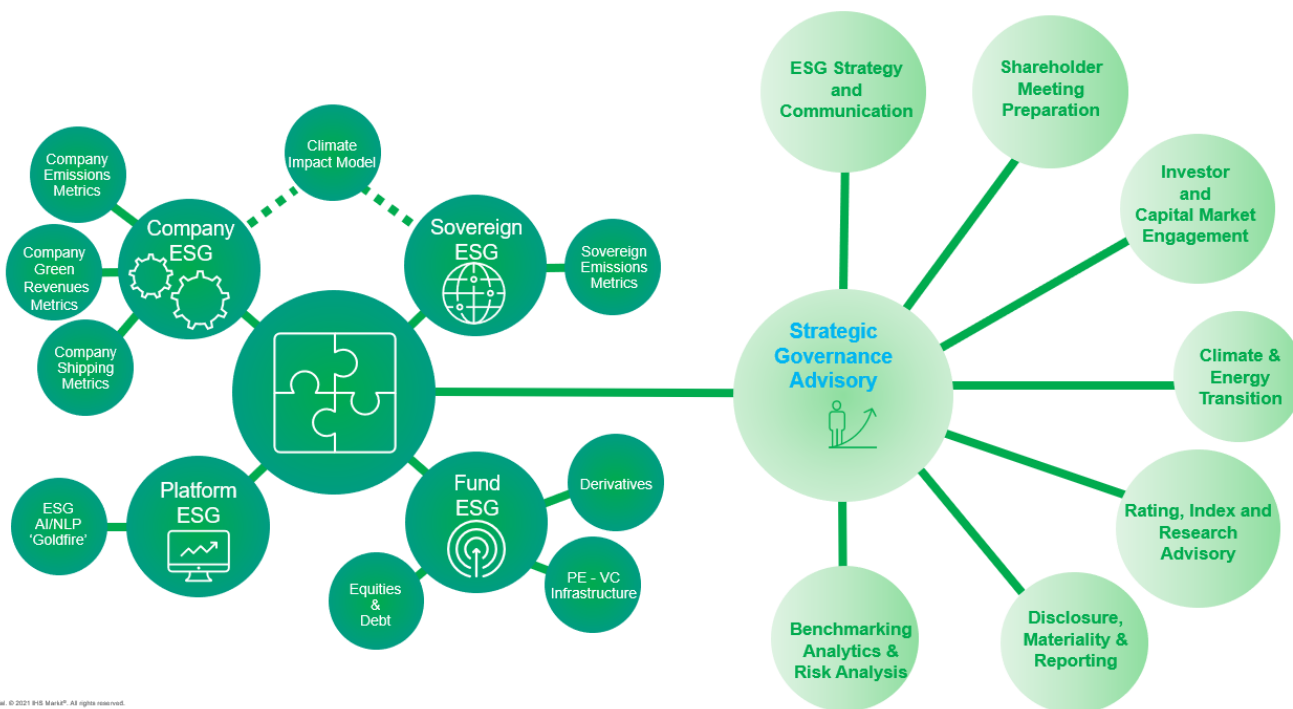 Climate
Impact Model
Company
Emissions
Metrics
Company
ESG
Sovereign
ESG
Company
Green
Revenues
Metrics
Sovereign
Emissions
Metrics
Company
Shipping
Metrics
Platform
ESG
ESG
AI/NLP
'Goldfire'
Fund
ESG
Derivatives
Equities
&
Debt
PE - VC
Infrastructure
ESG Strategy
and
Communication
Shareholder
Meeting
Preparation
Investor
and
Capital Market
Engagement
Strategic
Governance
Advisory
Climate &
Energy
Transition
Rating, Index and
Research
Advisory
Disclosure,
Materiality &
Reporting
Benchmarking
Analytics &
Risk Analysis
© 2021 IHS Markit®. All rights reserved.